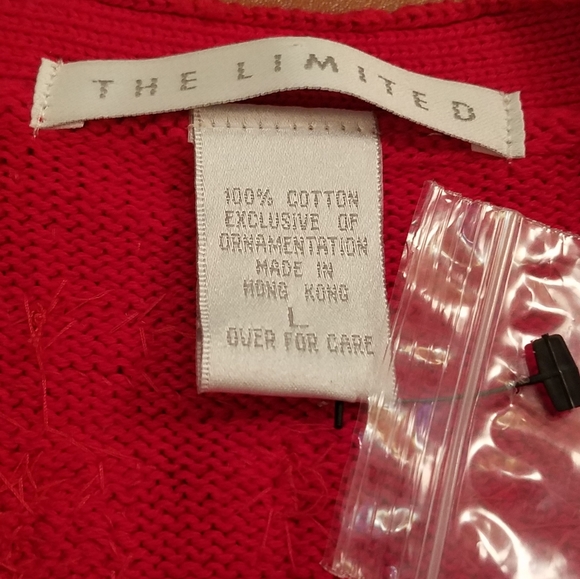 THE LIMITED
100% COTTON
EXCLUSIVE OF
ORNAMENTATION
MADE IN
HONG KONG
L
OVER FOR CARE